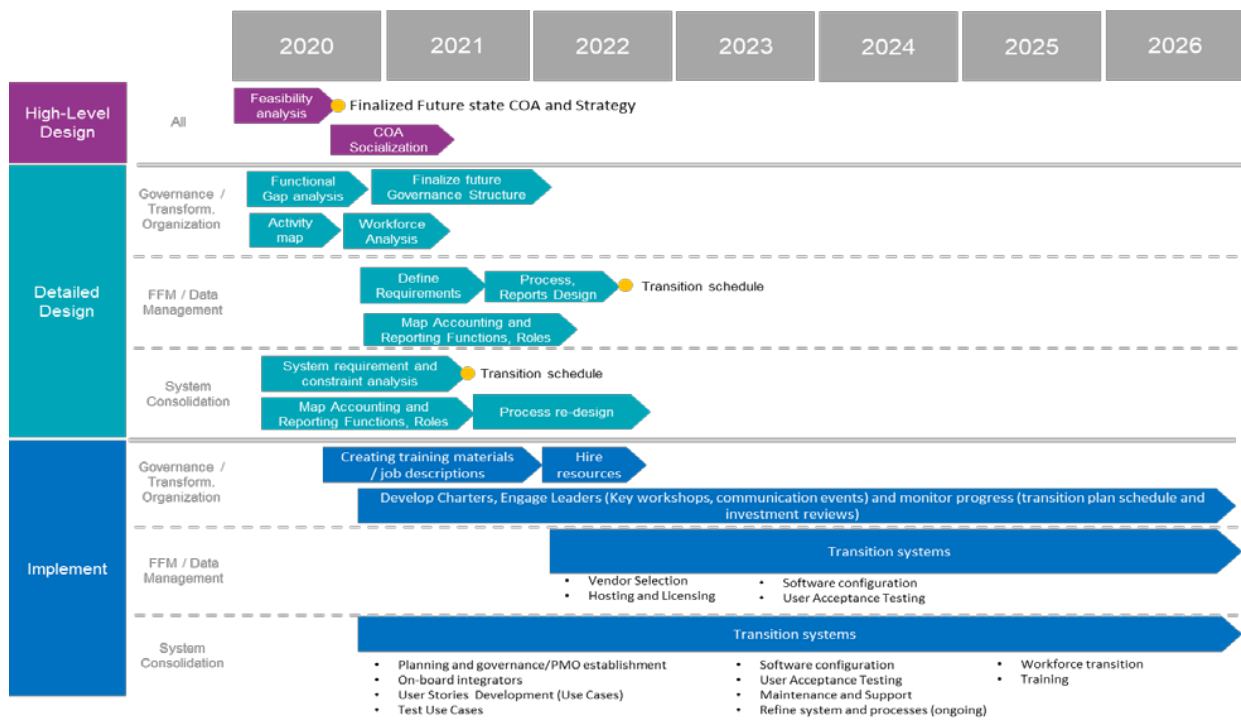 2020
2021
2022
2023
2024
2025
2026
High-Level
Design
All
Feasibility
analysis
Finalized Future state COA and Strategy
COA
Socialization
Detailed
Design
Governance /
Transform.
Organization
Functional
Gap analysis
Finalize future
Governance Structure
Activity
map
Workforce
Analysis
FFM / Data
Management
Define
Requirements
Process,
Reports Design
Transition schedule
Map Accounting and
Reporting Functions, Roles
System
Consolidation
System requirement and
constraint analysis
Transition schedule
Map Accounting and
Reporting Functions, Roles
Process re-design
Implement
Governance /
Transform.
Organization
Creating training materials
/ job descriptions
Hire
resources
Develop Charters, Engage Leaders (Key workshops, communication events) and monitor progress (transition plan schedule and
investment reviews)
FFM / Data
Management
Transition systems
• Vendor Selection
• Hosting and Licensing
• Software configuration
• User Acceptance Testing
System
Consolidation
Transition systems
• Planning and governance/PMO establishment
• On-board integrators
• User Stories Development (Use Cases)
• Test Use Cases
• Software configuration
• User Acceptance Testing
• Maintenance and Support
• Refine system and processes (ongoing)
• Workforce transition
• Training